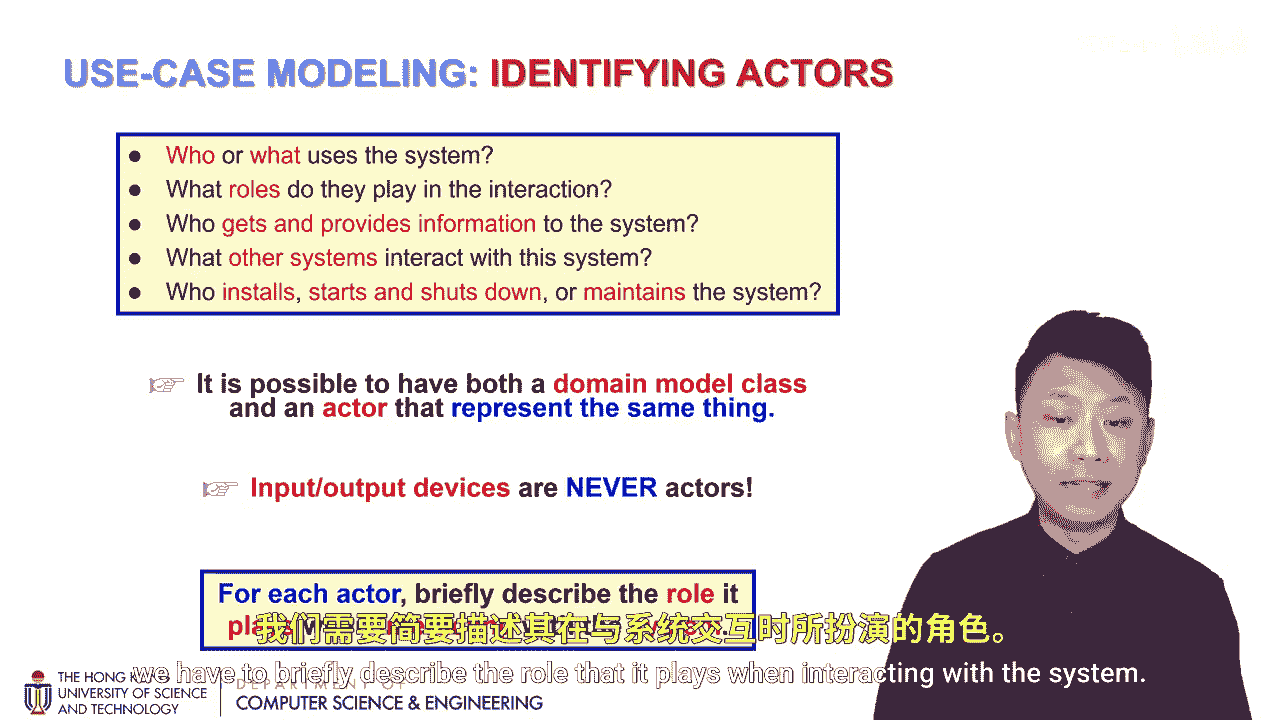 USE-CASE MODELING: IDENTIFYING ACTORS
● Who or what uses the system?
● What roles do they play in the interaction?
● Who gets and provides information to the system?
● What other systems interact with this system?
● Who installs, starts and shuts down, or maintains the system?
☞ It is possible to have both a domain model class
and an actor that represent the same thing.
☞ Input/output devices are NEVER actors!
For each actor, briefly describe the role it
我们需要简要描述其在与系统交互时所扮演的角色。
we have to briefly describe the role that it plays when interacting with the system.
THE HONG KONG
UNIVERSITY OF SCIENCE
AND TECHNOLOGY
DEPARTMENT OF
COMPUTER SCIENCE & ENGINEERING